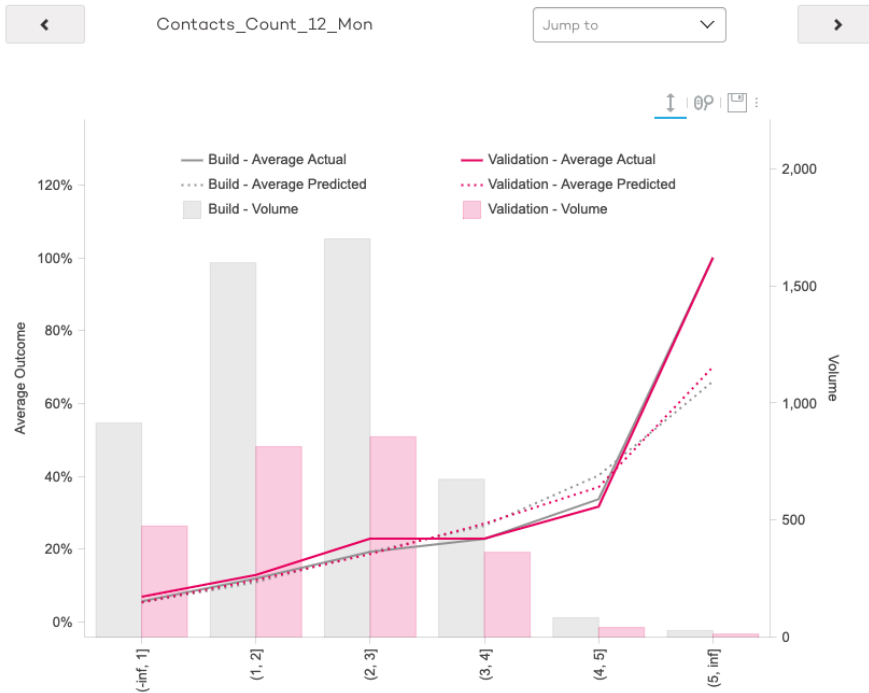 Contacts_Count_12_Mon
Jump to
Build - Average Actual
Build - Average Predicted
Build - Volume
Validation - Average Actual
Validation - Average Predicted
Validation - Volume
Average Outcome
120%
100%
80%
60%
40%
20%
0%
2,000
1,500
1,000
500
0
Volume
(-inf, 1]
(1, 2]
(2, 3]
(3, 4]
(4, 5]
(5, inf]